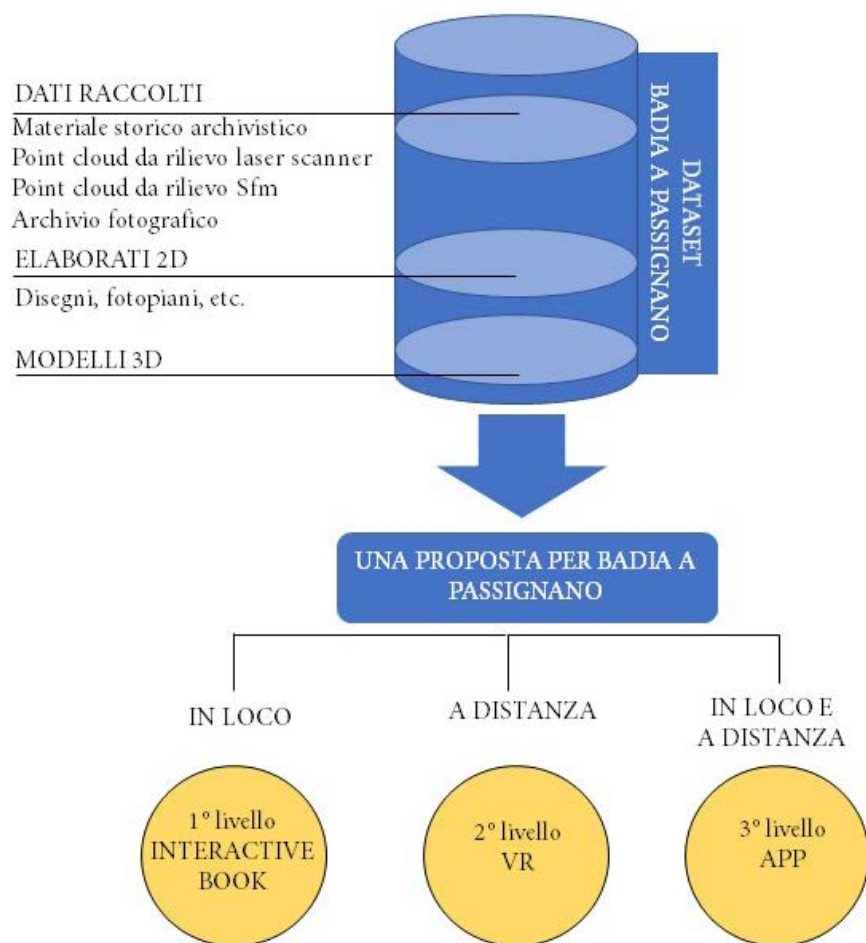 DATI RACCOLTI
Materiale storico archivistico
Point cloud da rilievo laser scanner
Point cloud da rilievo Sfm
Archivio fotografico
ELABORATI 2D
Disegni, fotopiani, etc.
MODELLI 3D
DATASET
BADIA A PASSIGNANO
UNA PROPOSTA PER BADIA A
PASSIGNANO
IN LOCO
1° livello
INTERACTIVE
BOOK
A DISTANZA
2° livello
VR
IN LOCO E
A DISTANZA
3° livello
APP